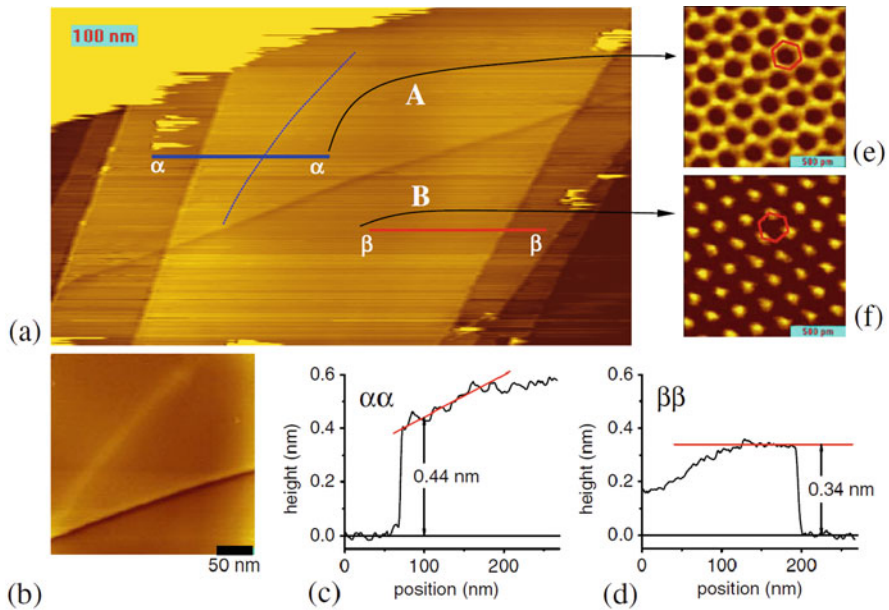 100 nm
A
α
α
B
β
β
(a)
500 pm
(e)
500 pm
(f)
50 nm
(b)
αα
0.6
0.4
0.2
0.0
height (nm)
0.44 nm
0
100
200
position (nm)
(c)
ββ
0.6
0.4
0.2
0.0
height (nm)
0.34 nm
0
100
200
position (nm)
(d)